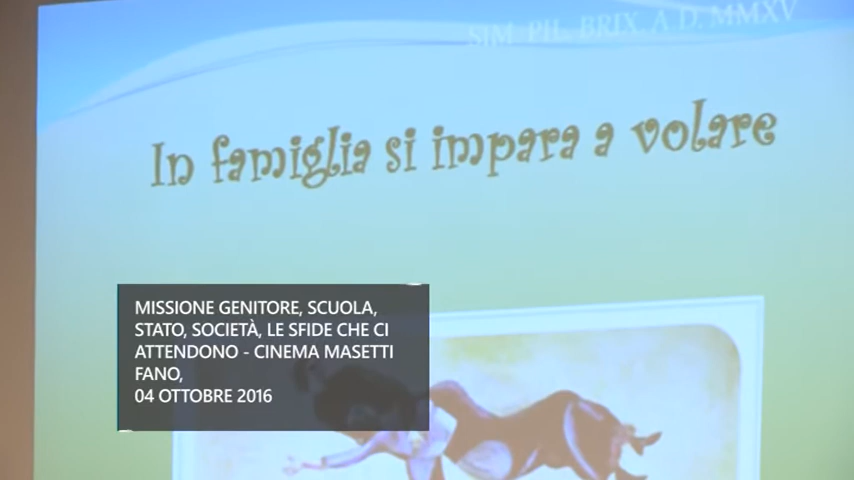 SIM. PIL. BRIX. A D. MMXV
In famiglia si impara a volare
MISSIONE GENITORE, SCUOLA,
STATO, SOCIETÀ, LE SFIDE CHE CI
ATTENDONO - CINEMA MASETTI
FANO,
04 OTTOBRE 2016